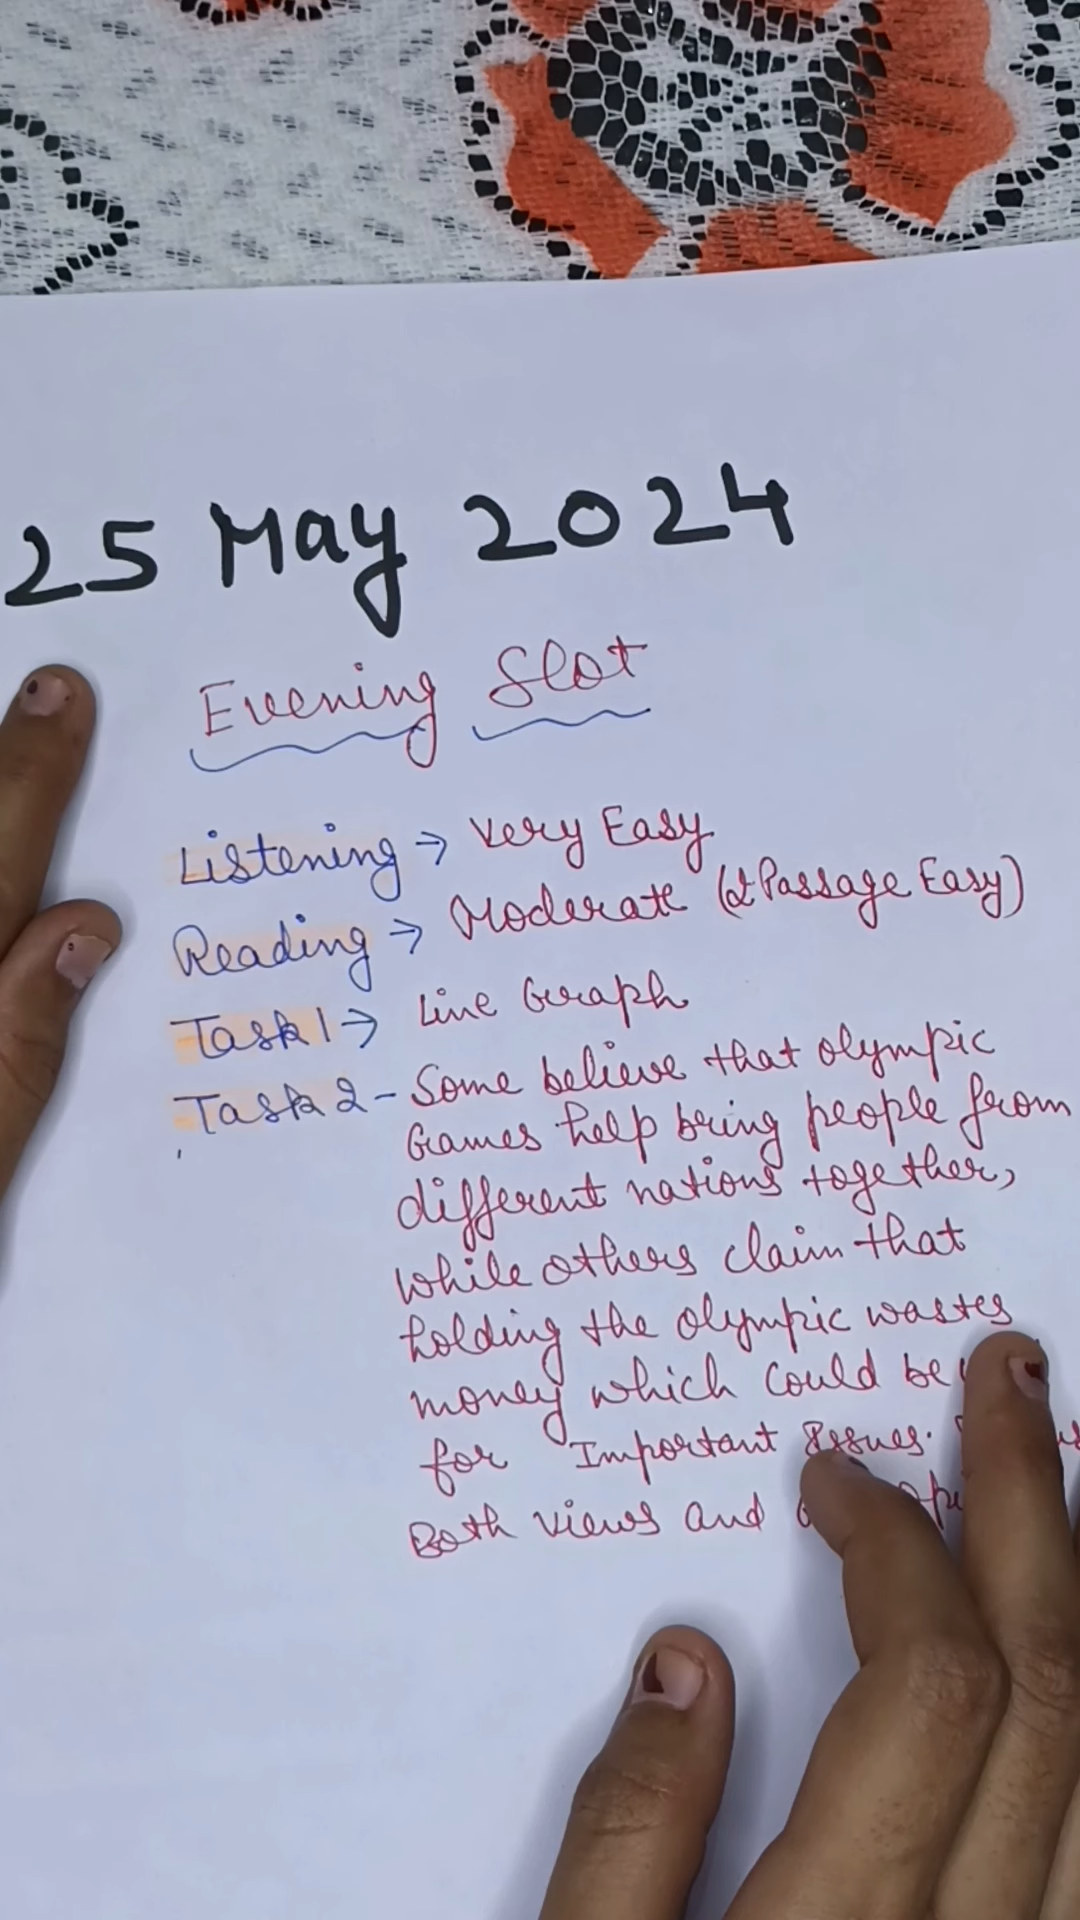 25 May 2024
Evening Slot
Listening → Very Easy
Reading → Moderate (2 Passage Easy)
Task 1 → Line Graph
Task 2 - Some believe that olympic
Games help bring people from
different nations together,
while others claim that
holding the olympic wastes
money which could be
for Important Issues.
Both views and